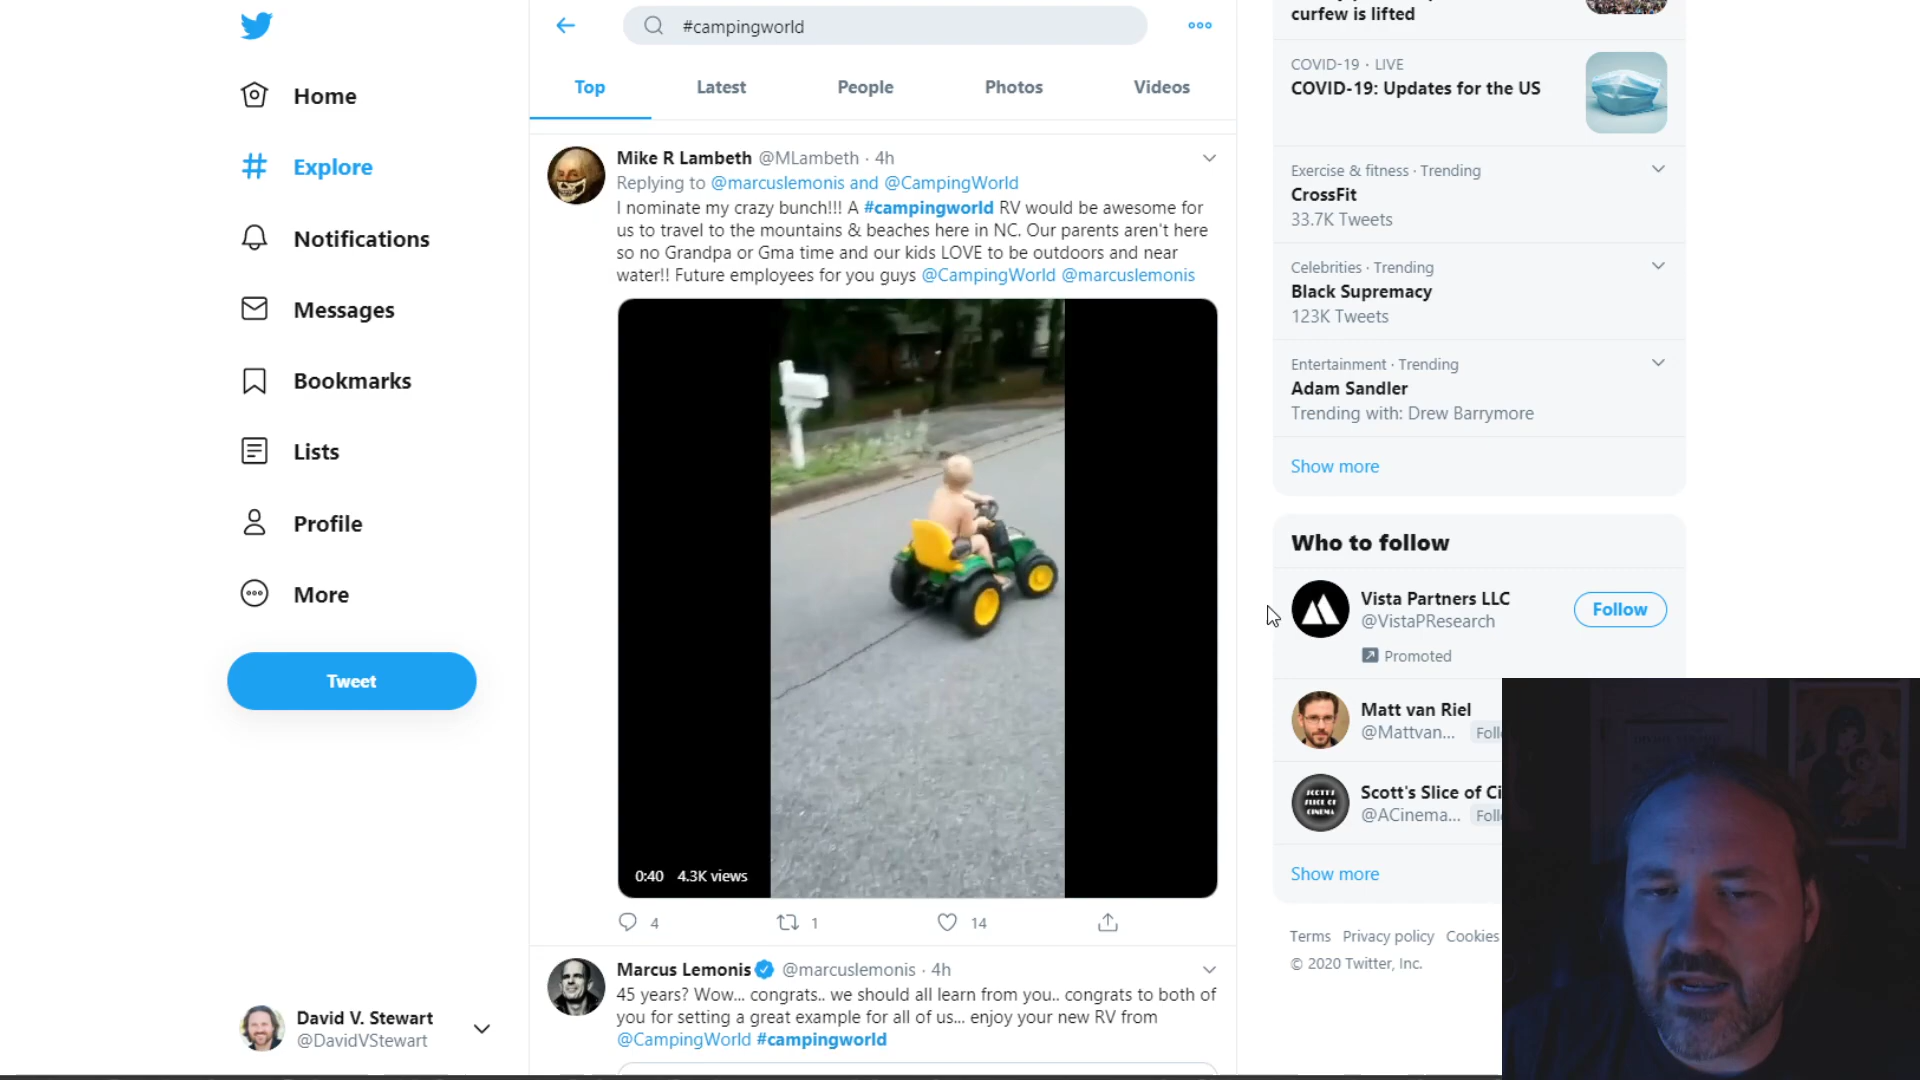 #campingworld
Top
Latest
People
Photos
Videos
Home
Explore
Notifications
Messages
Bookmarks
Lists
Profile
More
Tweet
David V. Stewart
@DavidVStewart
Mike R Lambeth @MLambeth · 4h
Replying to @marcuslemonis and @CampingWorld
I nominate my crazy bunch!!! A #campingworld RV would be awesome for
us to travel to the mountains & beaches here in NC. Our parents aren't here
so no Grandpa or Gma time and our kids LOVE to be outdoors and near
water!! Future employees for you guys @CampingWorld @marcuslemonis
0:40 4.3K views
4
1
14
Marcus Lemonis @marcuslemonis · 4h
45 years? Wow... congrats.. we should all learn from you.. congrats to both of
you for setting a great example for all of us... enjoy your new RV from
@CampingWorld #campingworld
curfew is lifted
COVID-19 · LIVE
COVID-19: Updates for the US
Exercise & fitness · Trending
CrossFit
33.7K Tweets
Celebrities · Trending
Black Supremacy
123K Tweets
Entertainment · Trending
Adam Sandler
Trending with: Drew Barrymore
Show more
Who to follow
Vista Partners LLC
@VistaPResearch
Follow
Promoted
Matt van Riel
@Mattvan... Foll
Scott's Slice of Ci
@ACinema... Foll
SCOTT'S
SLICE OF
CINEMA
Show more
Terms Privacy policy Cookies
© 2020 Twitter, Inc.